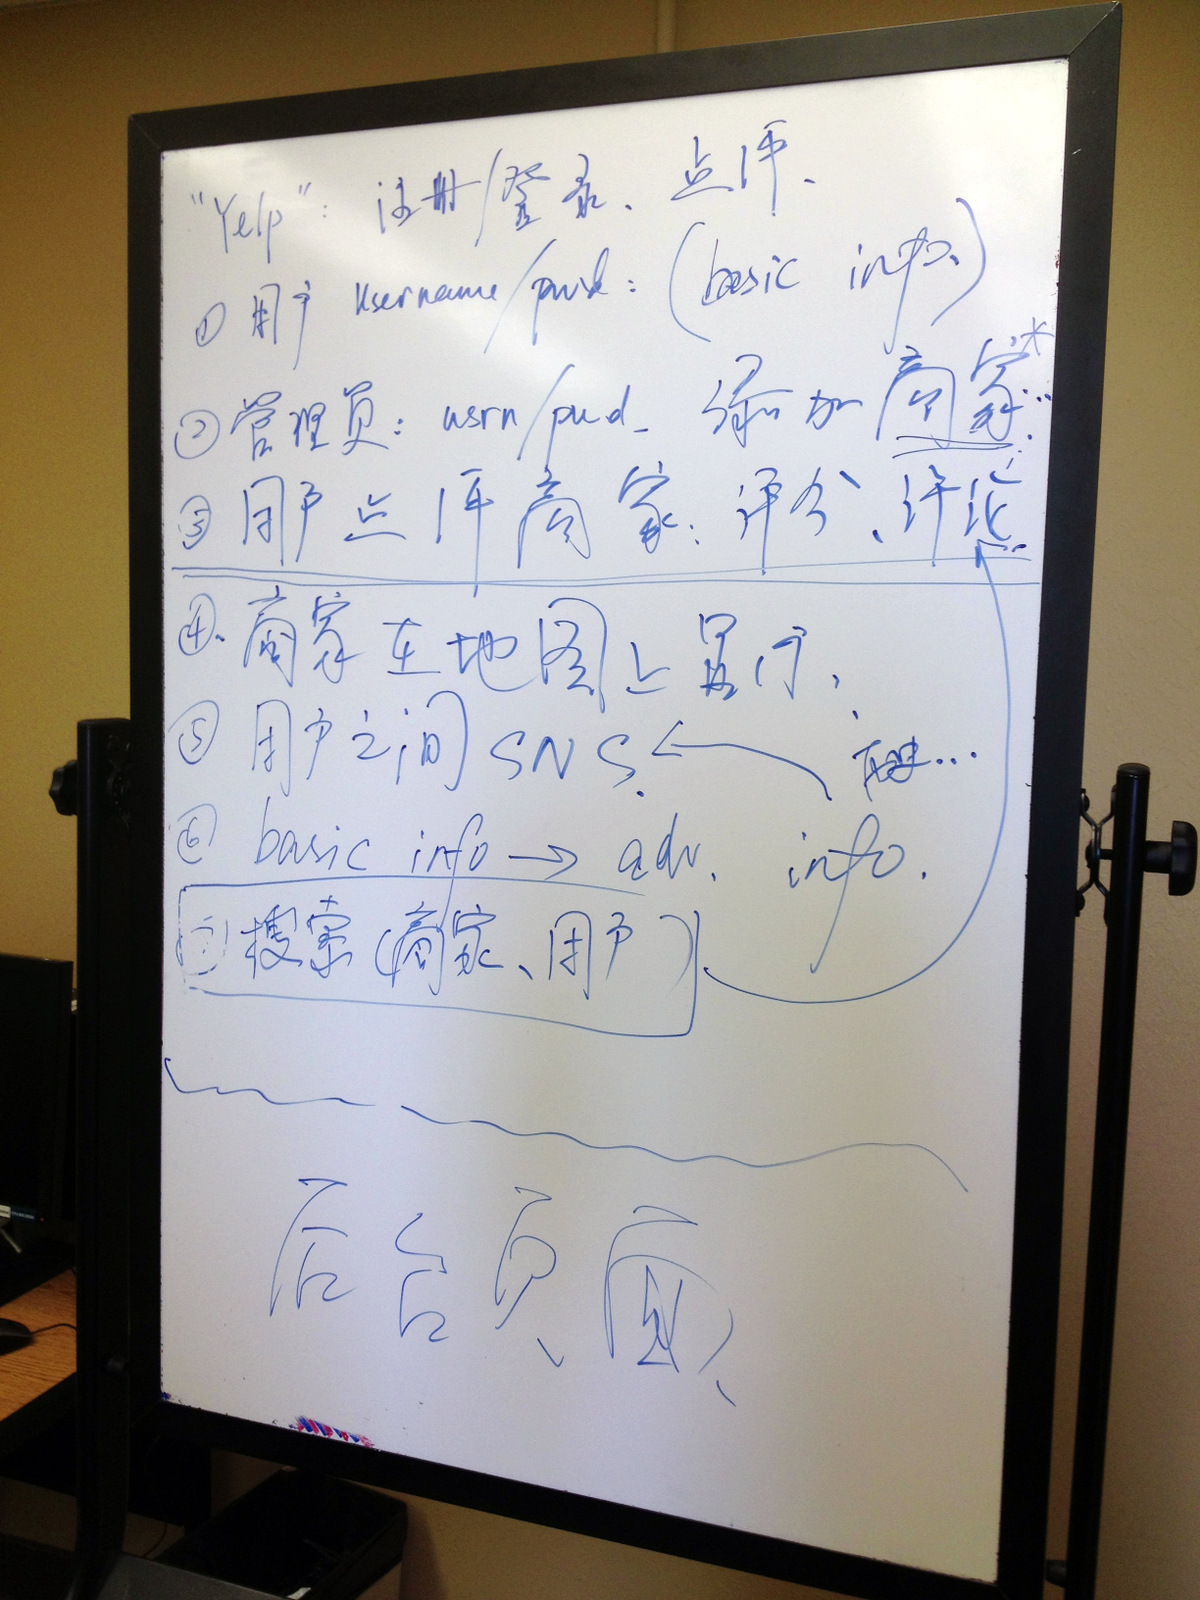 "Yelp": 注册/登录、点评、
① 用户 username/pwd: (basic info.)
② 管理员: usrn/pwd_ 添加商家*...
③ 用户点评商家: 评分、评论
④. 商家在地图上显示、
⑤ 用户之间 SNS. ←
⑥ basic info → adv. info.
⑦ 搜索(商家、用户)
后台页面、